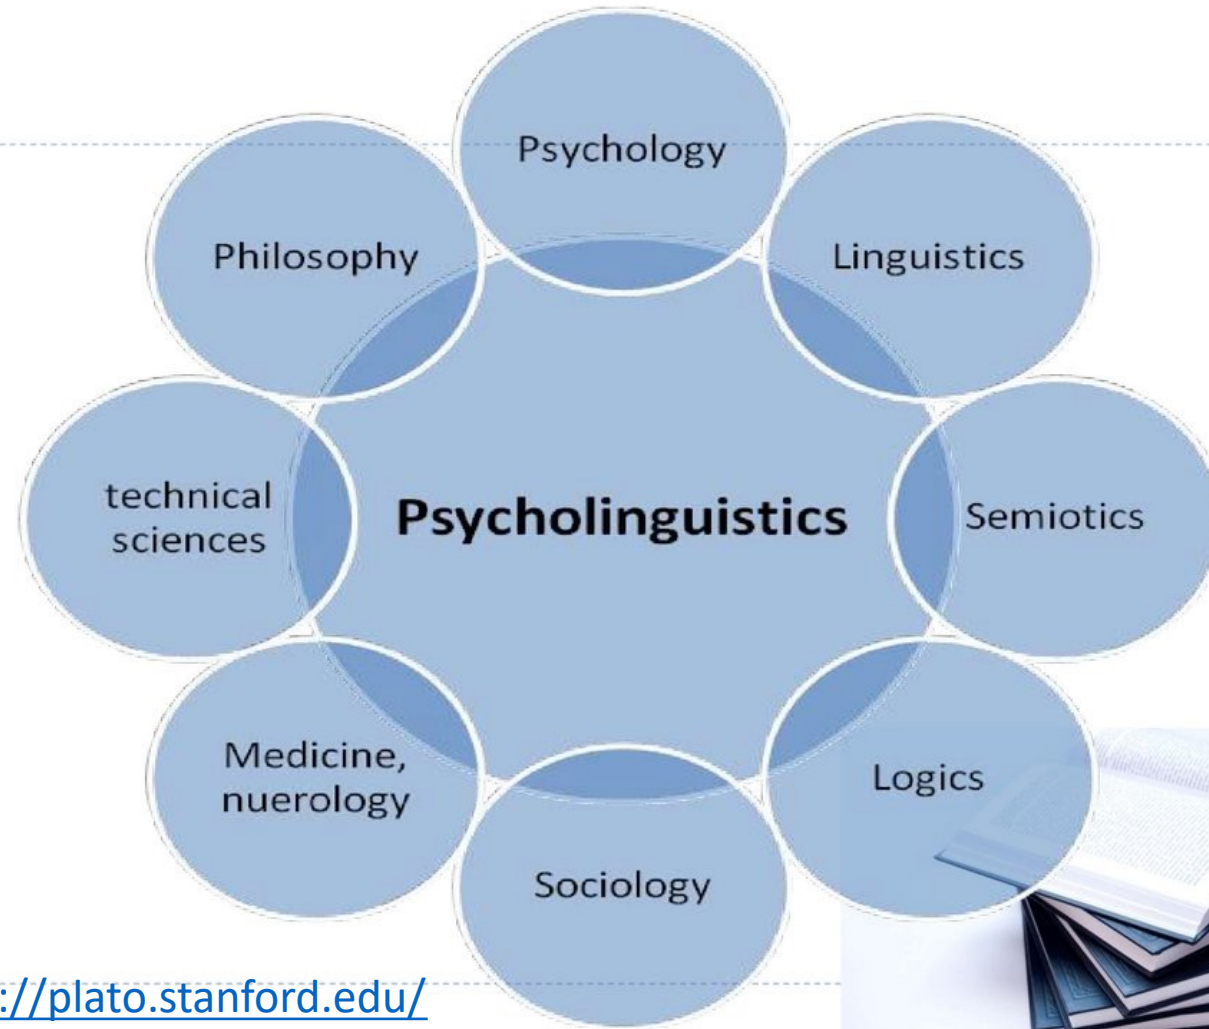 Psychology
Philosophy
Linguistics
technical
sciences
Psycholinguistics
Semiotics
Medicine,
nuerology
Logics
Sociology
://plato.stanford.edu/